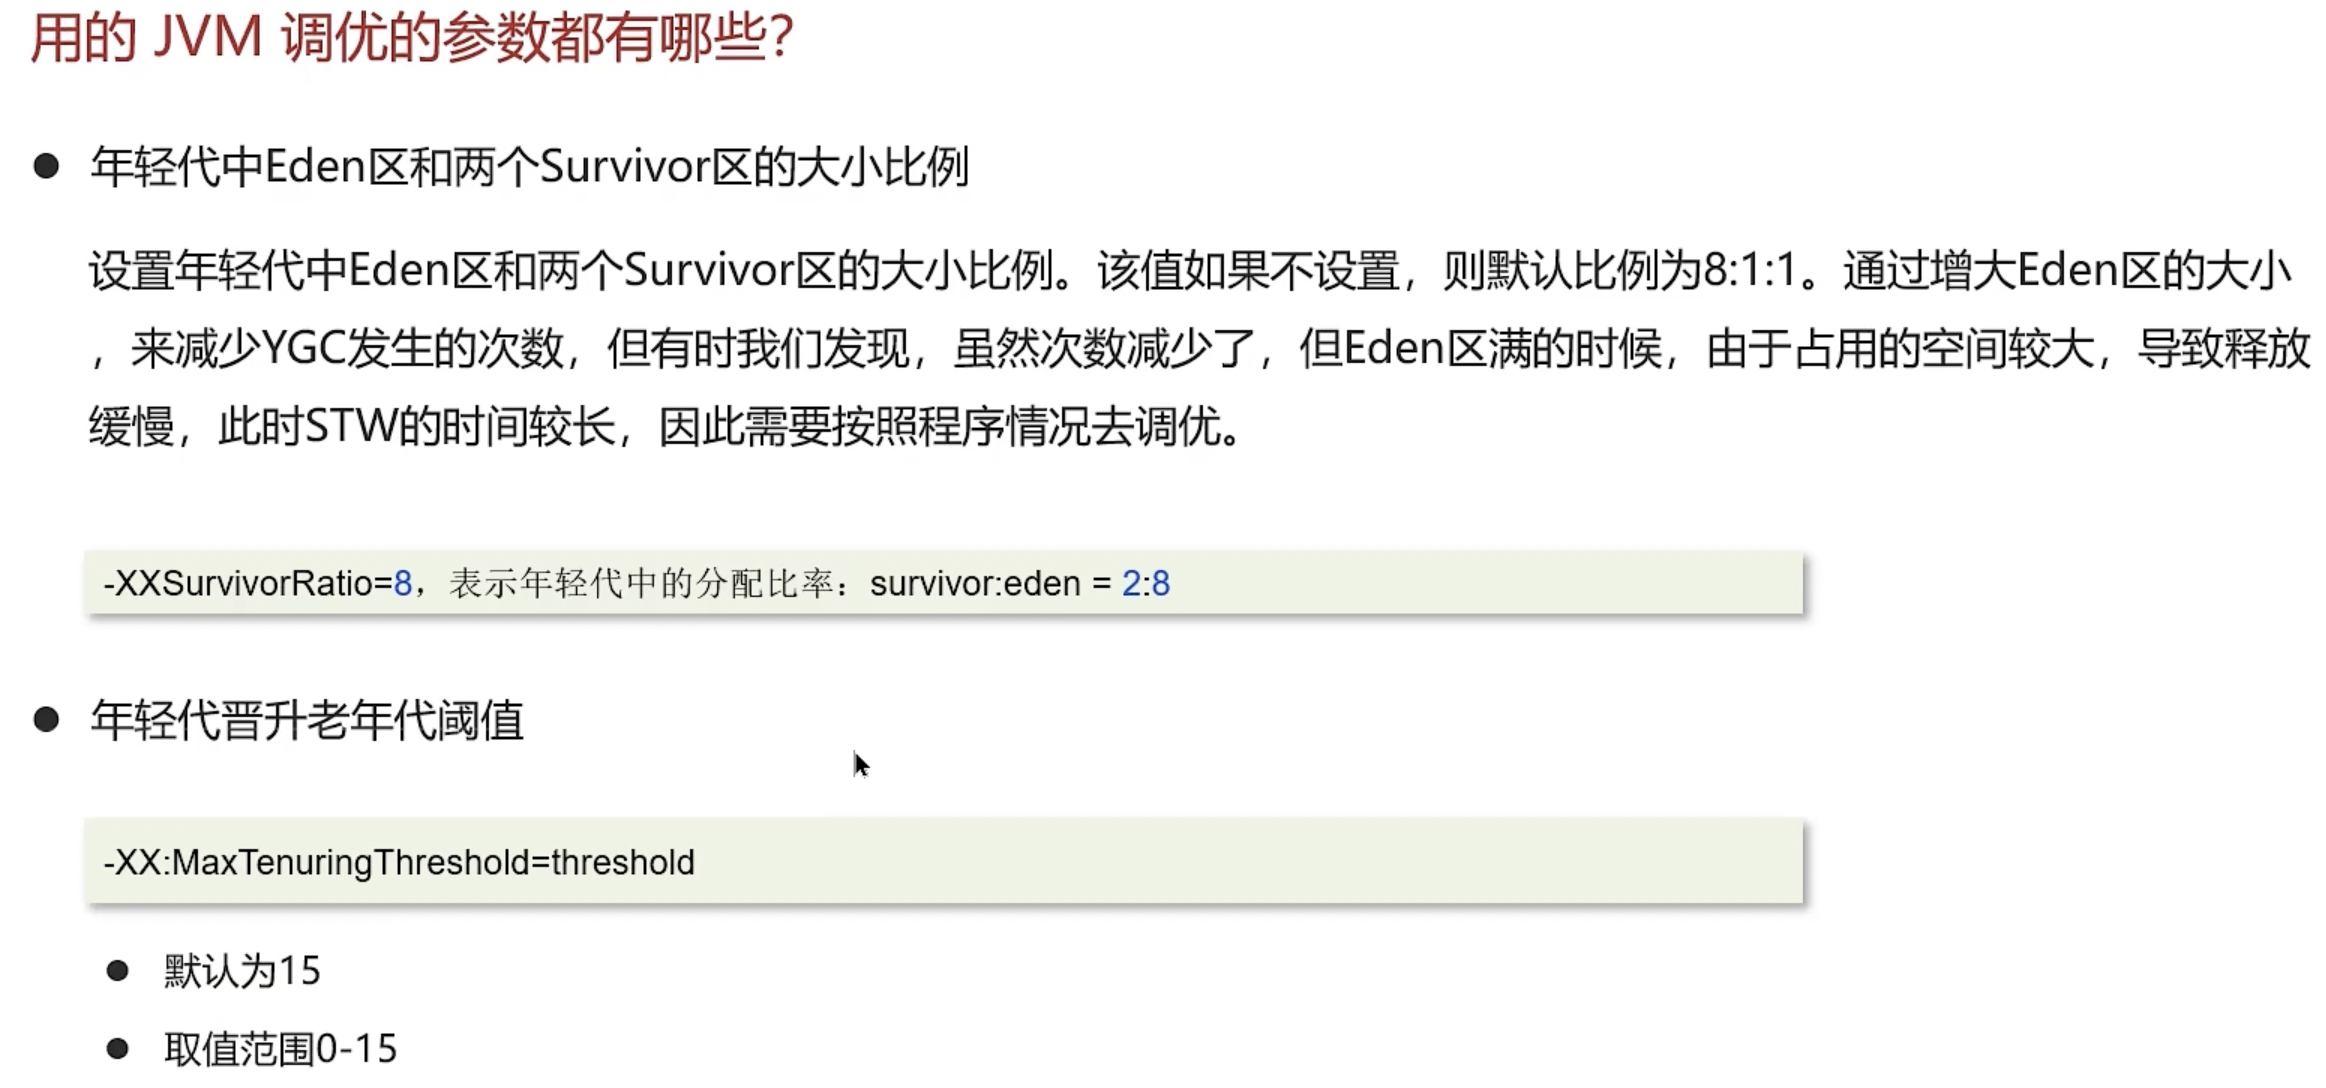 用的 JVM 调优的参数都有哪些？
● 年轻代中Eden区和两个Survivor区的大小比例
设置年轻代中Eden区和两个Survivor区的大小比例。该值如果不设置，则默认比例为8:1:1。通过增大Eden区的大小
，来减少YGC发生的次数，但有时我们发现，虽然次数减少了，但Eden区满的时候，由于占用的空间较大，导致释放
缓慢，此时STW的时间较长，因此需要按照程序情况去调优。
-XXSurvivorRatio=8，表示年轻代中的分配比率：survivor:eden = 2:8
● 年轻代晋升老年代阈值
-XX:MaxTenuringThreshold=threshold
● 默认为15
● 取值范围0-15